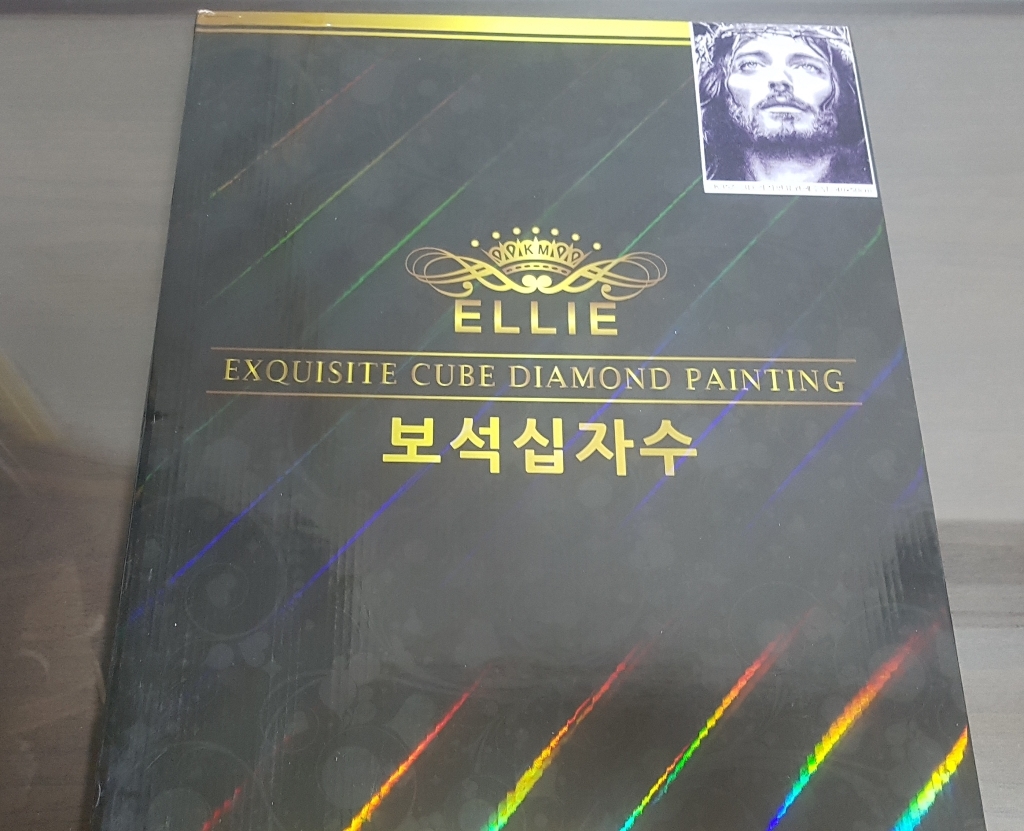 KM
ELLIE
EXQUISITE CUBE DIAMOND PAINTING
보석십자수